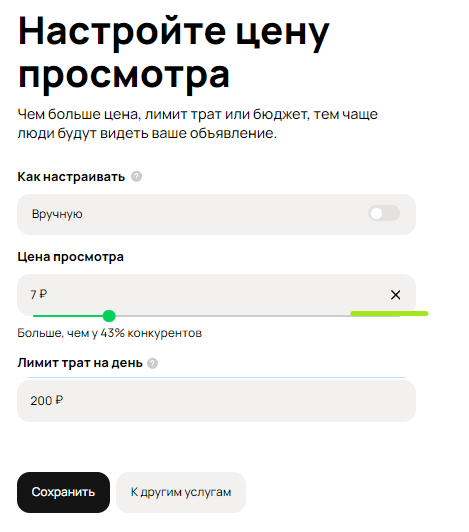 Настройте цену
просмотра
Чем больше цена, лимит трат или бюджет, тем чаще
люди будут видеть ваше объявление.
Как настраивать ?
Вручную
Цена просмотра
7 ₽
Больше, чем у 43% конкурентов
Лимит трат на день ?
200 ₽
Сохранить К другим услугам